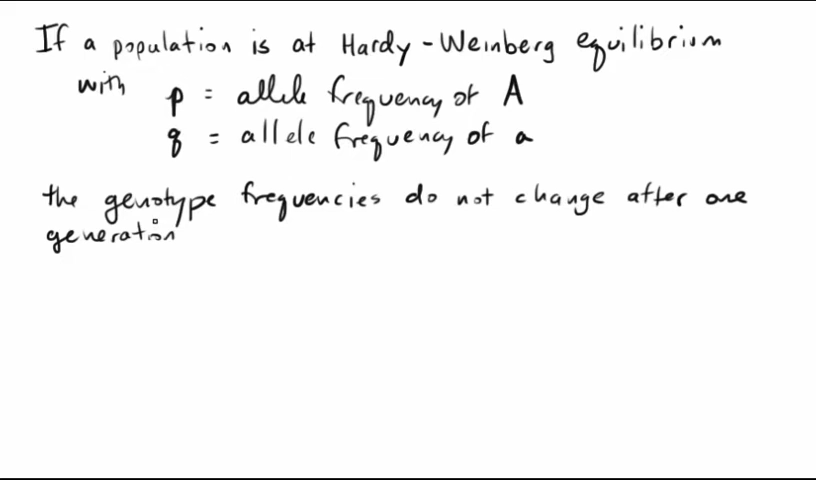 If a population is at Hardy-Weinberg equilibrium
with p = allele frequency of A
q = allele frequency of a
the genotype frequencies do not change after one
generation